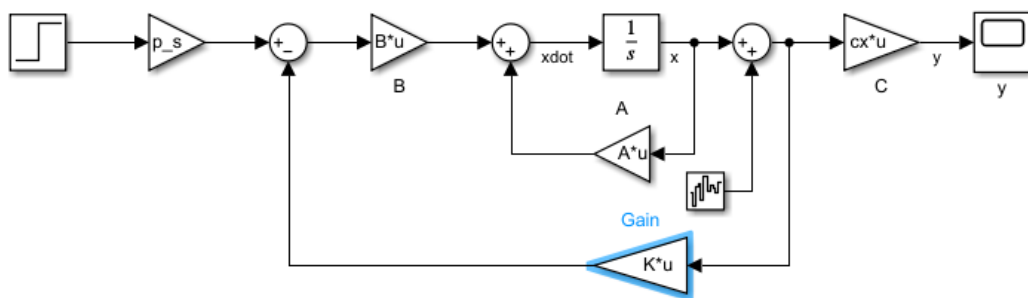 p_s
+
−
B*u
B
+
+
xdot
1
s
x
+
+
cx*u
C
y
y
A
A*u
Gain
K*u